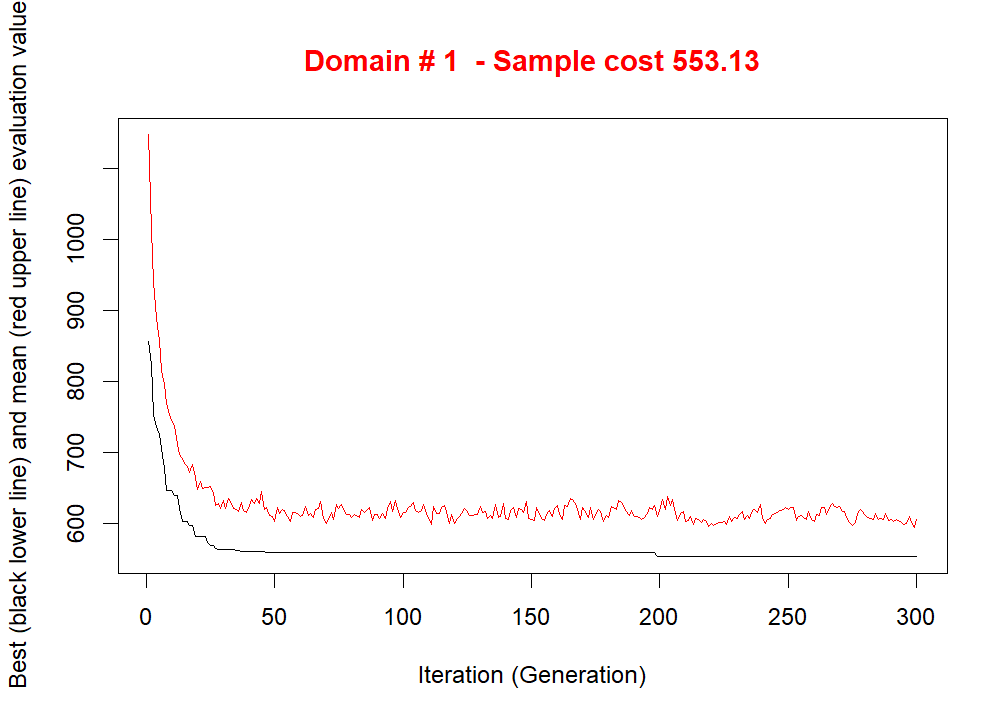 Domain # 1 - Sample cost 553.13
Best (black lower line) and mean (red upper line) evaluation value
1000
900
800
700
600
0 50 100 150 200 250 300
Iteration (Generation)